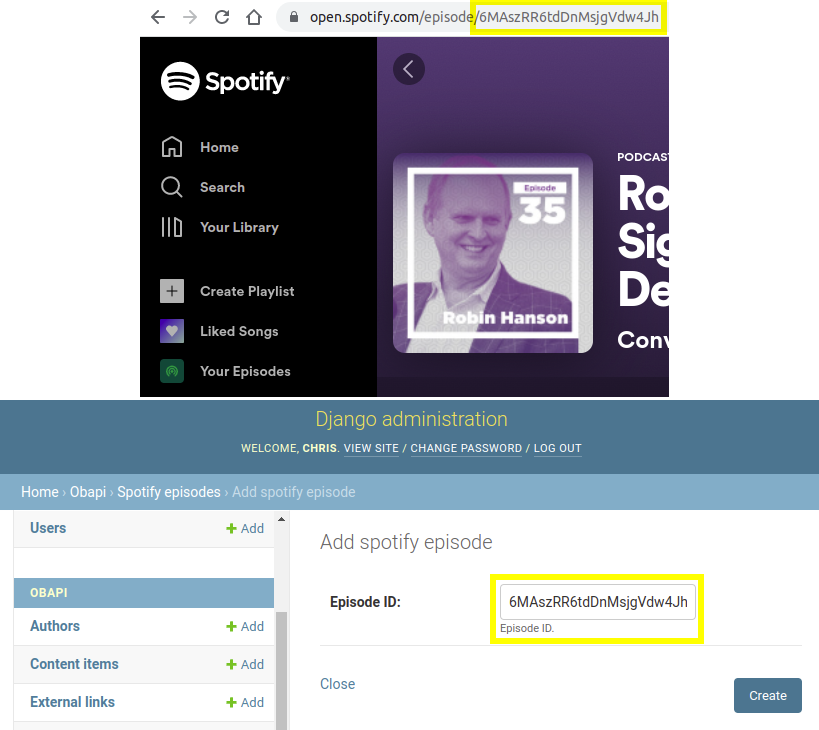 open.spotify.com/episode/6MAszRR6tdDnMsjgVdw4Jh
Spotify
Home
Search
Your Library
Create Playlist
Liked Songs
Your Episodes
Episode
35
Robin Hanson
PODCAS
Ro
Sig
De
Conv
Django administration
WELCOME, CHRIS. VIEW SITE / CHANGE PASSWORD / LOG OUT
Home › Obapi › Spotify episodes › Add spotify episode
Users + Add
OBAPI
Authors + Add
Content items + Add
External links + Add
Add spotify episode
Episode ID: 6MAszRR6tdDnMsjgVdw4Jh
Episode ID.
Close
Create